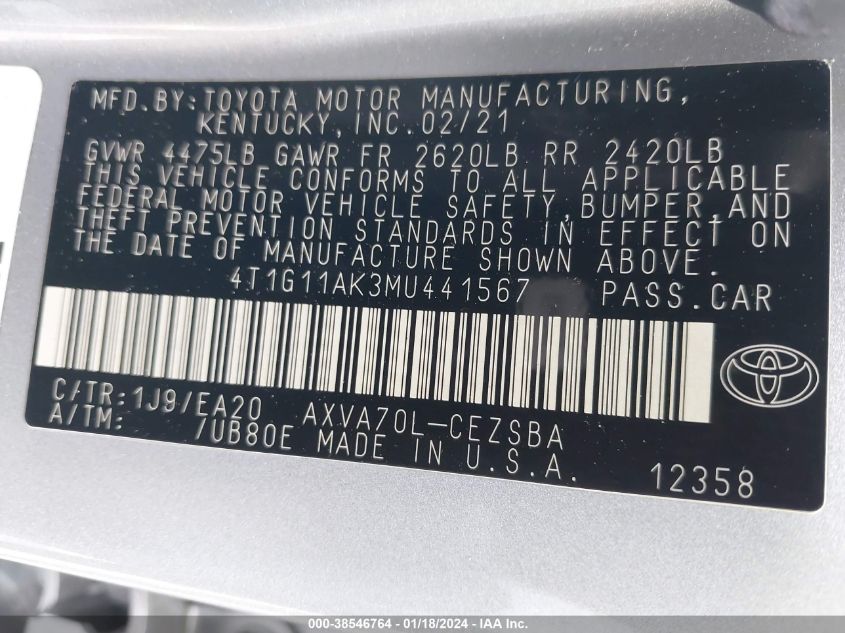 MFD.BY:TOYOTA MOTOR MANUFACTURING,
KENTUCKY,INC.02/21
GVWR 4475LB GAWR FR 2620LB RR 2420LB
THIS VEHICLE CONFORMS TO ALL APPLICABLE
FEDERAL MOTOR VEHICLE SAFETY,BUMPER,AND
THEFT PREVENTION STANDARDS IN EFFECT ON
THE DATE OF MANUFACTURE SHOWN ABOVE.
4T1G11AK3MU441567 PASS.CAR
C/TR:1J9/EA20 AXVA70L-CEZSBA
A/TM: /UB80E MADE IN U.S.A.
12358
000-38546764 - 01/18/2024 - IAA Inc.